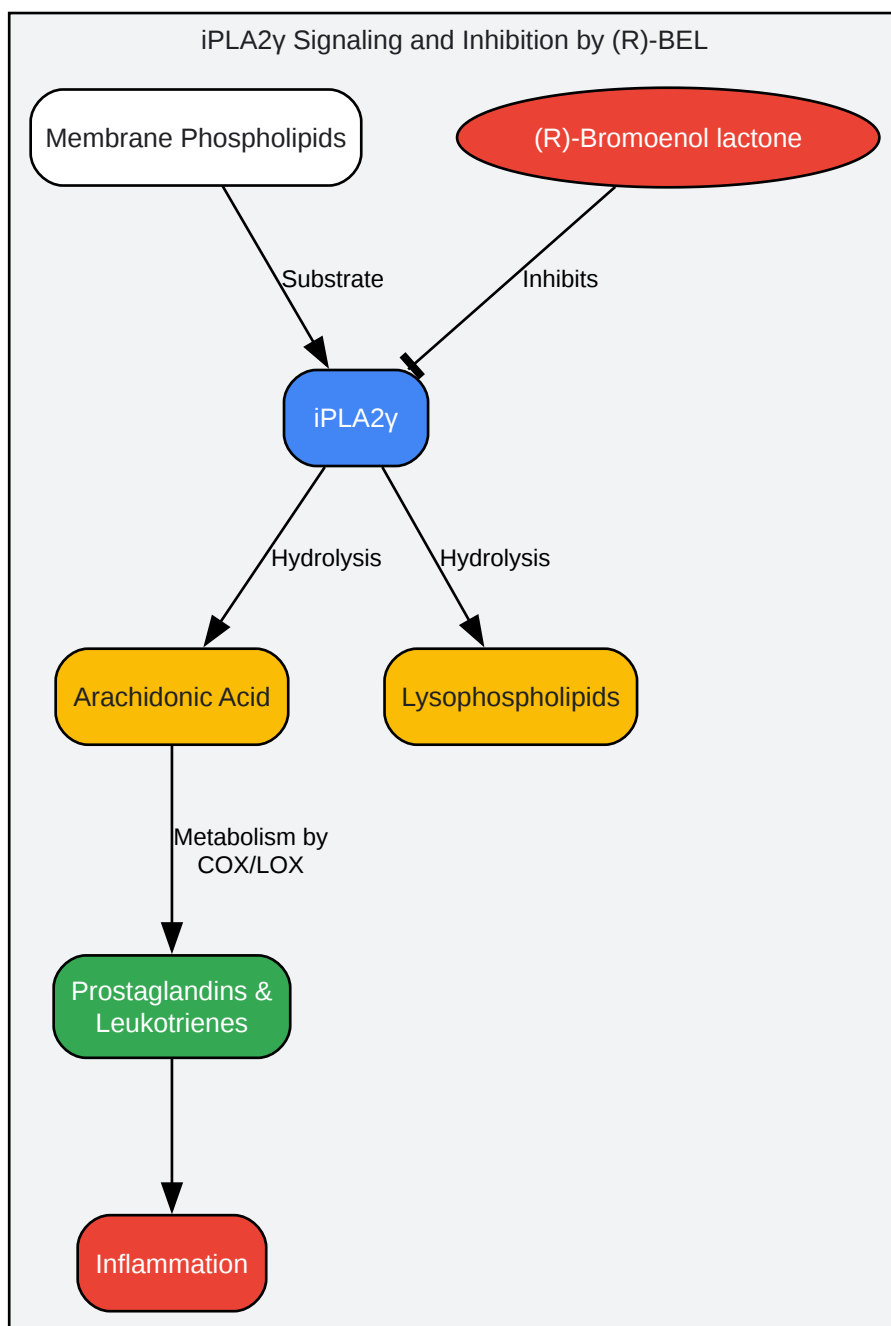 iPLA2γ Signaling and Inhibition by (R)-BEL
Membrane Phospholipids
(R)-Bromoenol lactone
Substrate
Inhibits
iPLA2γ
Hydrolysis
Hydrolysis
Arachidonic Acid
Lysophospholipids
Metabolism by
COX/LOX
Prostaglandins &
Leukotrienes
Inflammation